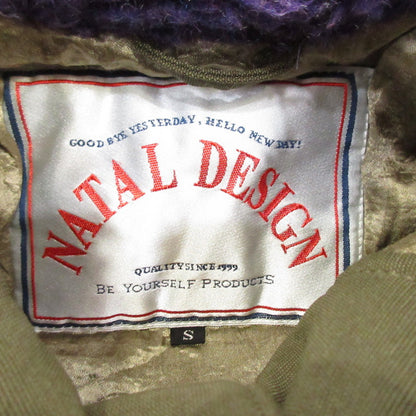 GOOD BYE YESTERDAY, HELLO NEW DAY!
NATAL DESIGN
QUALITY SINCE 1999
BE YOURSELF PRODUCTS
S